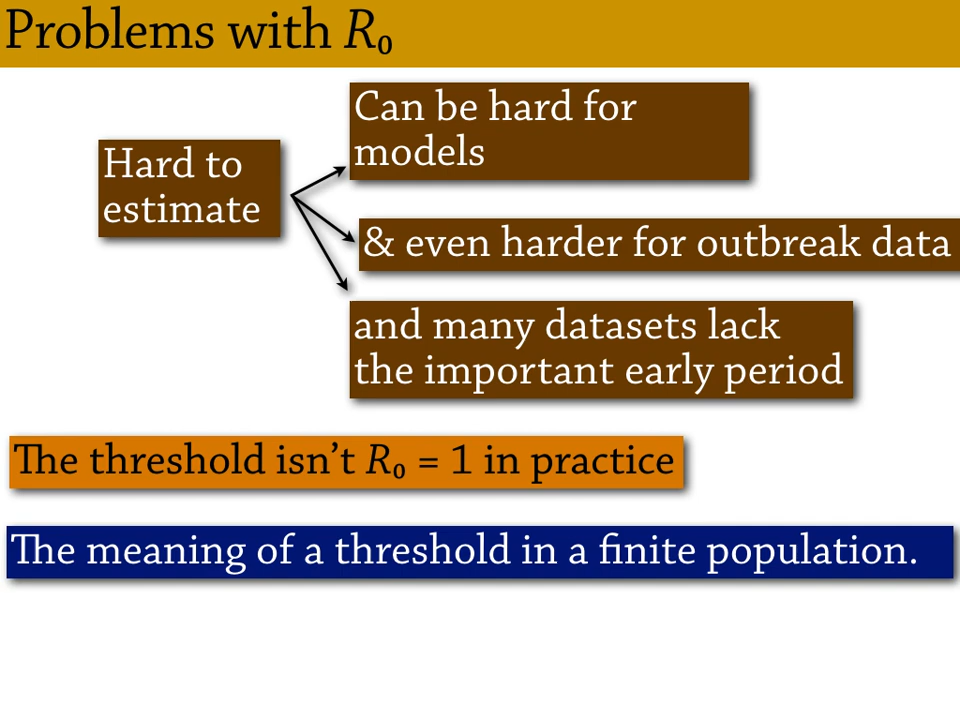 Problems with R₀
Hard to
estimate
Can be hard for
models
& even harder for outbreak data
and many datasets lack
the important early period
The threshold isn’t R₀ = 1 in practice
The meaning of a threshold in a finite population.